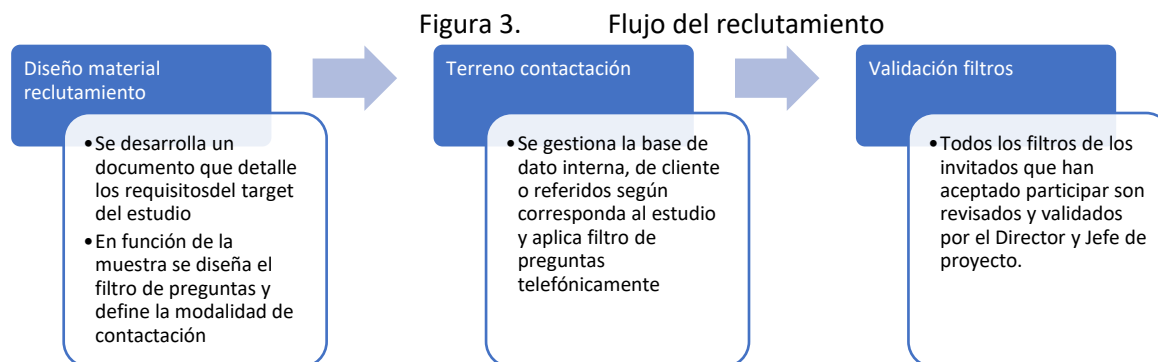 Figura 3. Flujo del reclutamiento
Diseño material
reclutamiento
•Se desarrolla un
documento que detalle
los requisitosdel target
del estudio
•En función de la
muestra se diseña el
filtro de preguntas y
define la modalidad de
contactación
Terreno contactación
•Se gestiona la base de
dato interna, de cliente
o referidos según
corresponda al estudio
y aplica filtro de
preguntas
telefónicamente
Validación filtros
•Todos los filtros de los
invitados que han
aceptado participar son
revisados y validados
por el Director y Jefe de
proyecto.